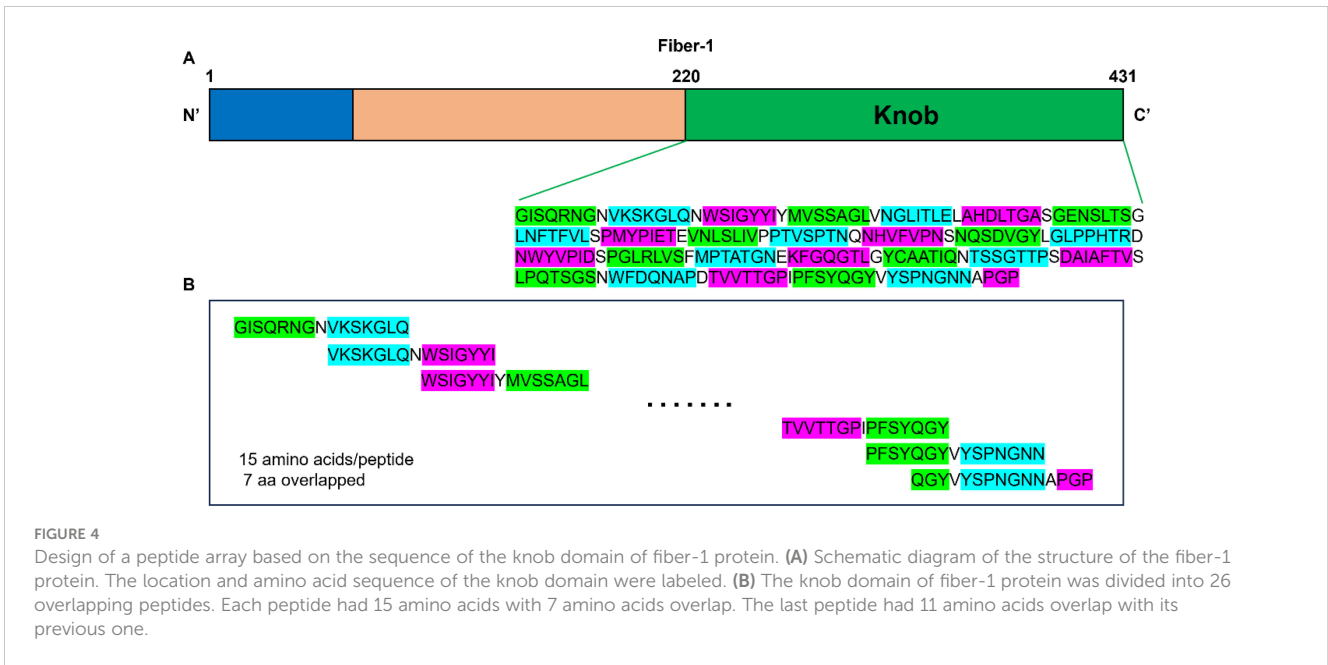 Fiber-1
A
1 220 431
N’ Knob C’
GISQRNGNVKSKGLQNWSIGYYIYMVSSAGLVNGLITLELAHDLTGASGENSLTSG
LNFTFVLSPMYPIETEVNLSLIVPPTVSPTNQNHVFVPNSNQSDVGYLGLPPHTRD
NWYVPIDSPGLRLVSFMPTATGNEKFGQGTLGYCAATIQNTSSGTTPSDAIAFTVS
LPQTSGSNWFDQNAPDTVVTTGPIPFSYQGYVYSPNGNNAPGP
B
GISQRNGNVKSKGLQ
VKSKGLQNWSIGYYI
WSIGYYIYMVSSAGL
.......
TVVTTGPIPFSYQGY
PFSYQGYVYSPNGNN
QGYVYSPNGNNAPGP
15 amino acids/peptide
7 aa overlapped
FIGURE 4
Design of a peptide array based on the sequence of the knob domain of fiber-1 protein. (A) Schematic diagram of the structure of the fiber-1
protein. The location and amino acid sequence of the knob domain were labeled. (B) The knob domain of fiber-1 protein was divided into 26
overlapping peptides. Each peptide had 15 amino acids with 7 amino acids overlap. The last peptide had 11 amino acids overlap with its
previous one.